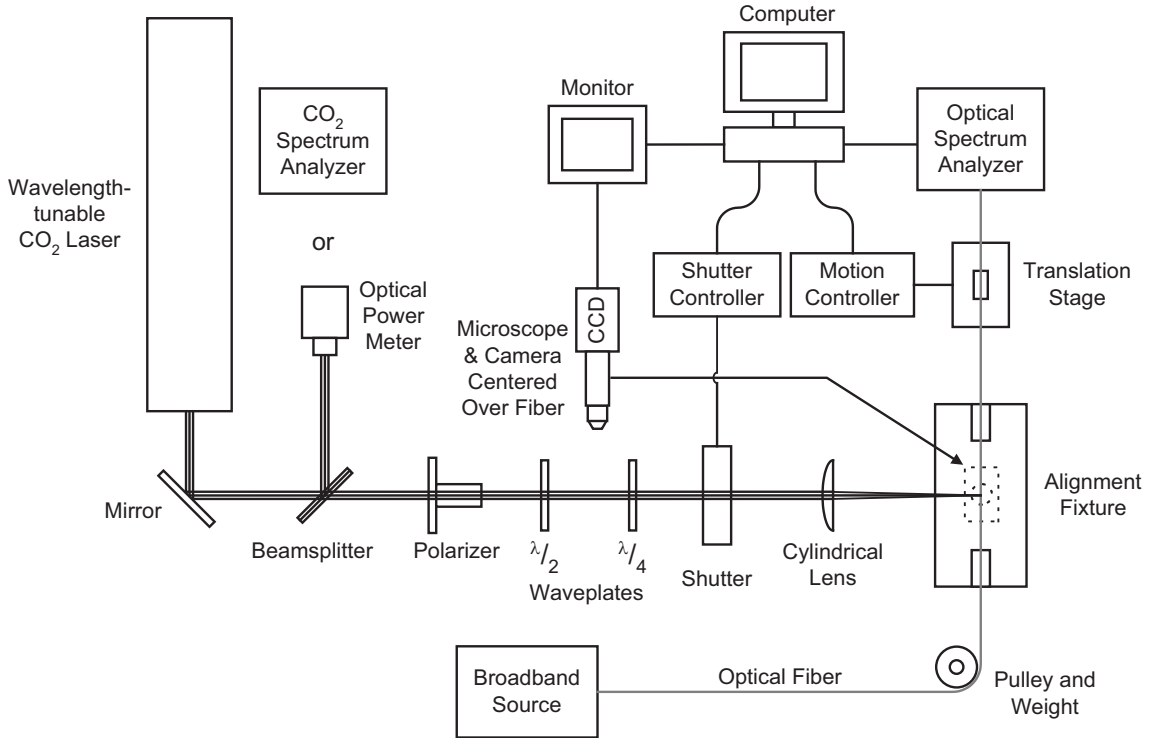 Computer
Monitor
CO2
Spectrum
Analyzer
Optical
Spectrum
Analyzer
Wavelength-
tunable
CO2 Laser
or
Optical
Power
Meter
CCD
Microscope
& Camera
Centered
Over Fiber
Shutter
Controller
Motion
Controller
Translation
Stage
Alignment
Fixture
Mirror
Beamsplitter
Polarizer
λ/2
λ/4
Waveplates
Shutter
Cylindrical
Lens
Broadband
Source
Optical Fiber
Pulley and
Weight